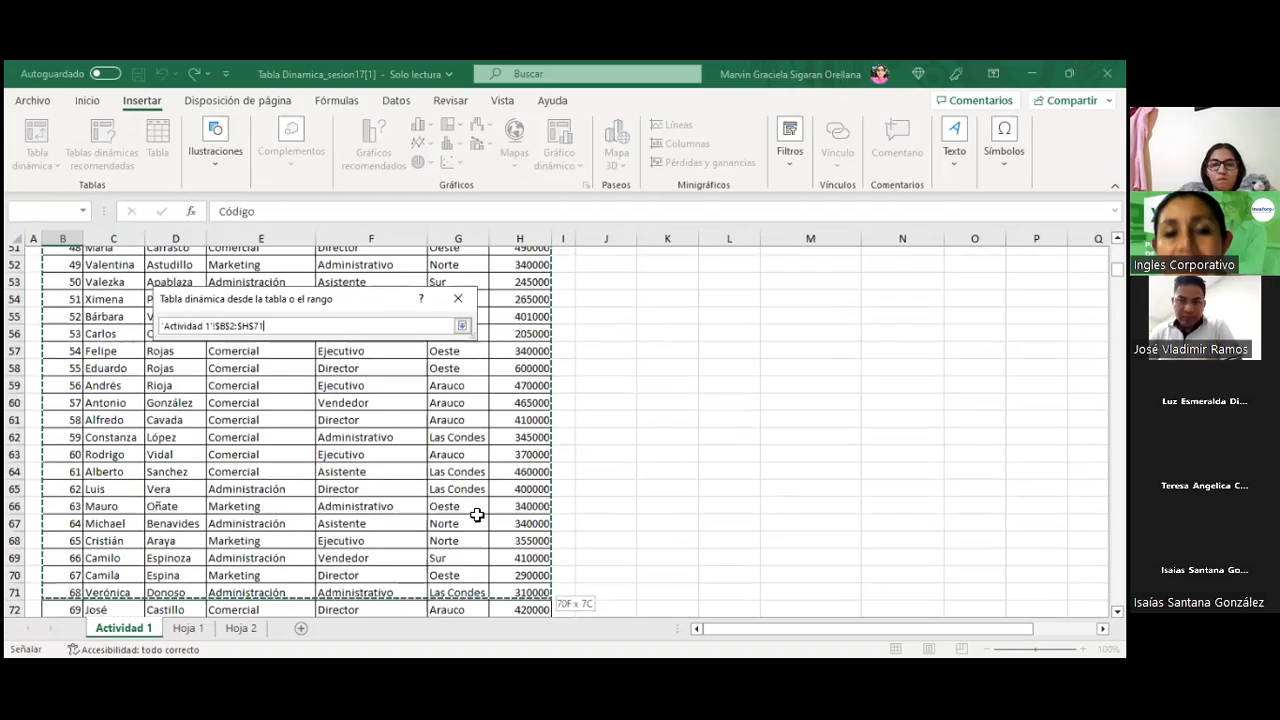 Autoguardado Tabla Dinamica_sesion17[1] - Solo lectura Buscar Marvin Graciela Sigaran Orellana
Archivo Inicio Insertar Disposición de página Fórmulas Datos Revisar Vista Ayuda Comentarios Compartir
Tabla dinámica Tablas dinámicas recomendadas Tabla Ilustraciones Complementos Gráficos recomendados Mapas Gráfico dinámico Mapa 3D Líneas Columnas Pérdidas y ganancias Filtros Vínculo Comentario Texto Símbolos
Tablas Gráficos Paseos Minigráficos Vínculos Comentarios
fx Código
A B C D E F G H I J K L M N O P Q
51 48 María Carrasco Comercial Director Oeste 490000
52 49 Valentina Astudillo Marketing Administrativo Norte 340000
53 50 Valezka Apablaza Administración Asistente Sur 245000
54 51 Ximena 265000
55 52 Bárbara 401000
56 53 Carlos 205000
Tabla dinámica desde la tabla o el rango ?
'Actividad 1'!$B$2:$H$71
57 54 Felipe Rojas Comercial Ejecutivo Oeste 340000
58 55 Eduardo Rojas Comercial Director Oeste 600000
59 56 Andrés Rioja Comercial Ejecutivo Arauco 470000
60 57 Antonio González Comercial Vendedor Arauco 465000
61 58 Alfredo Cavada Comercial Director Arauco 410000
62 59 Constanza López Comercial Administrativo Las Condes 345000
63 60 Rodrigo Vidal Comercial Ejecutivo Arauco 370000
64 61 Alberto Sanchez Comercial Asistente Las Condes 460000
65 62 Luis Vera Administración Director Las Condes 400000
66 63 Mauro Oñate Marketing Administrativo Oeste 340000
67 64 Michael Benavides Administración Asistente Norte 340000
68 65 Cristián Araya Marketing Ejecutivo Norte 355000
69 66 Camilo Espinoza Administración Vendedor Sur 410000
70 67 Camila Espina Marketing Director Oeste 290000
71 68 Verónica Donoso Administración Vendedor Las Condes 310000
70F x 7C
72 69 José Castillo Comercial Director Arauco 420000
Actividad 1 Hoja 1 Hoja 2
Señalar Accesibilidad: todo correcto 100%
Ingles Corporativo
José Vladimir Ramos
Luz Esmeralda Di...
Teresa Angelica C...
Isaias Santana Go...
Isaías Santana González